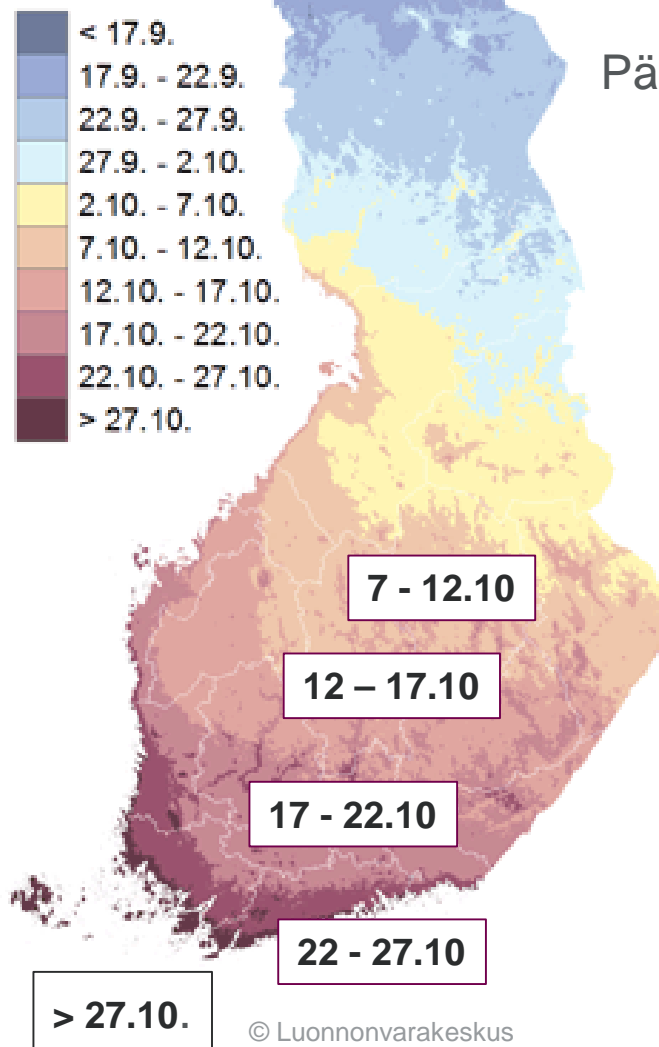 < 17.9.
17.9. - 22.9.
22.9. - 27.9.
27.9. - 2.10.
2.10. - 7.10.
7.10. - 12.10.
12.10. - 17.10.
17.10. - 22.10.
22.10. - 27.10.
> 27.10.
Pä
7 - 12.10
12 – 17.10
17 - 22.10
22 - 27.10
> 27.10.
© Luonnonvarakeskus